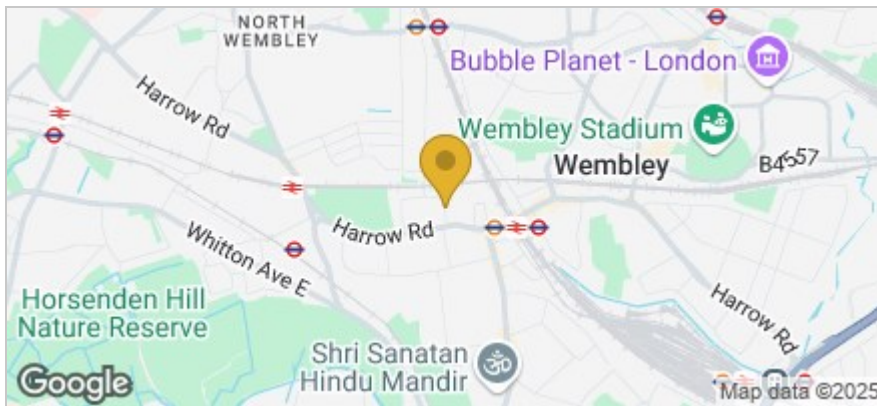 NORTH
WEMBLEY
Bubble Planet - London
Harrow Rd
Wembley Stadium
Wembley
B4557
Harrow Rd
Whitton Ave E
Horsenden Hill
Nature Reserve
Harrow Rd
Shri Sanatan
Hindu Mandir
ॐ
Google
Map data ©2025